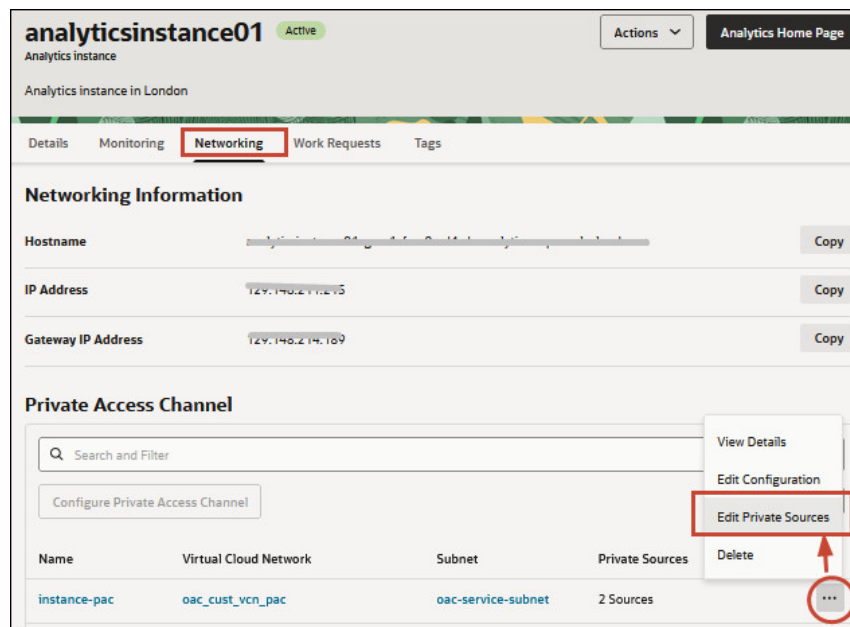 analyticsinstance01 Active Actions Analytics Home Page
Analytics instance
Analytics instance in London
Details Monitoring Networking Work Requests Tags
Networking Information
Hostname Copy
IP Address Copy
Gateway IP Address Copy
Private Access Channel
Search and Filter
Configure Private Access Channel
View Details
Edit Configuration
Edit Private Sources
Delete
Name Virtual Cloud Network Subnet Private Sources
instance-pac oac_cust_vcn_pac oac-service-subnet 2 Sources ...